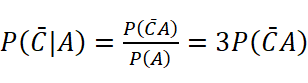 P(C̄|A) = P(C̄A)/P(A) = 3P(C̄A)